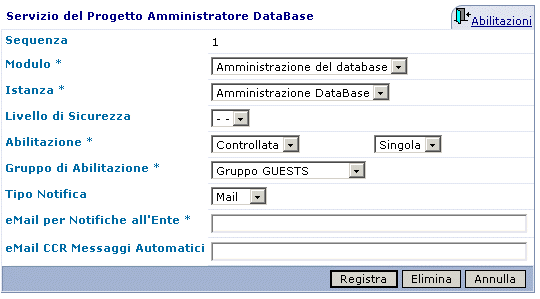 Servizio del Progetto Amministratore DataBase Abilitazioni
Sequenza 1
Modulo * Amministrazione del database
Istanza * Amministrazione DataBase
Livello di Sicurezza - -
Abilitazione * Controllata Singola
Gruppo di Abilitazione * Gruppo GUESTS
Tipo Notifica Mail
eMail per Notifiche all'Ente *
eMail CCR Messaggi Automatici
Registra Elimina Annulla